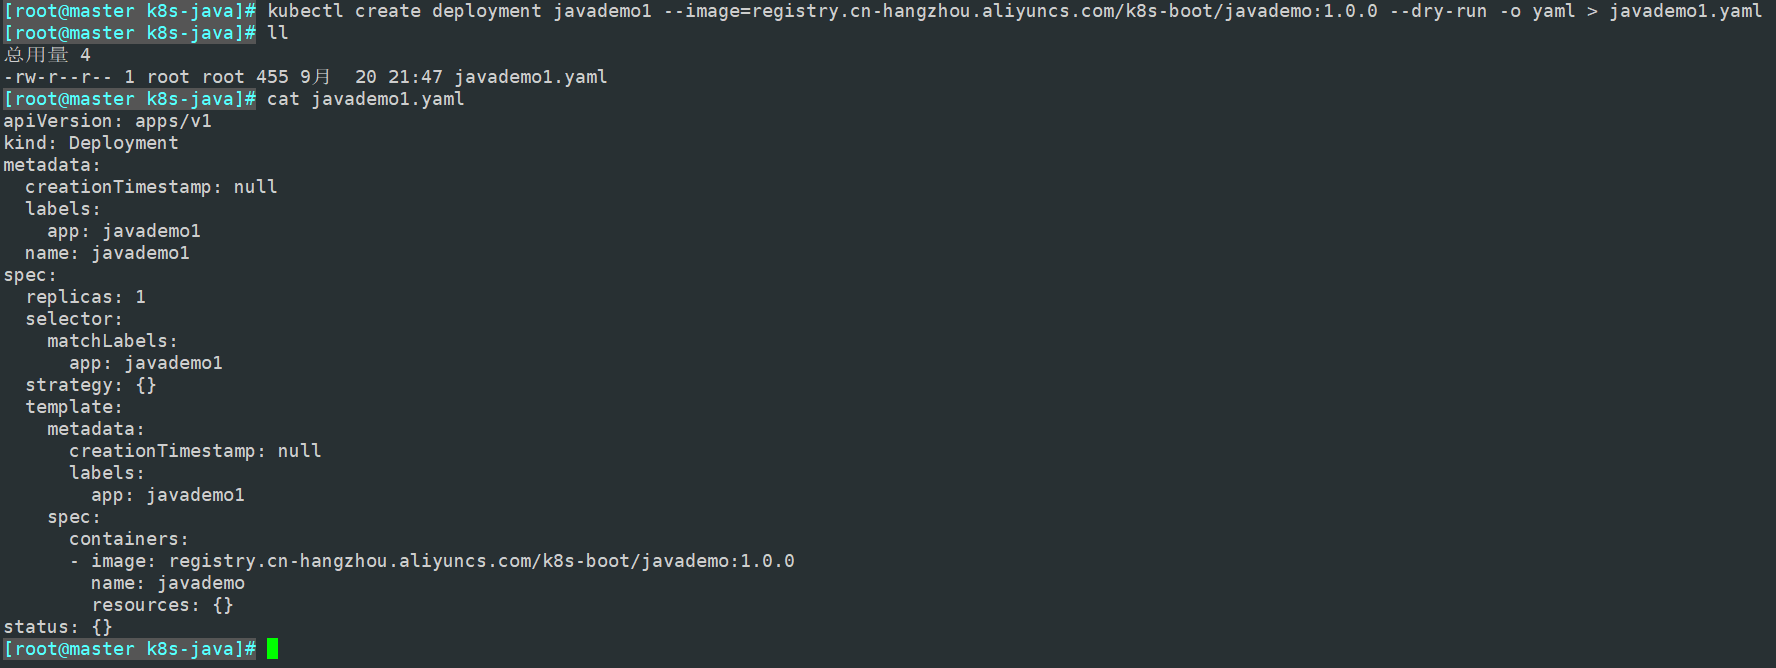 [root@master k8s-java]# kubectl create deployment javademo1 --image=registry.cn-hangzhou.aliyuncs.com/k8s-boot/javademo:1.0.0 --dry-run -o yaml > javademo1.yaml
[root@master k8s-java]# ll
总用量 4
-rw-r--r-- 1 root root 455 9月  20 21:47 javademo1.yaml
[root@master k8s-java]# cat javademo1.yaml
apiVersion: apps/v1
kind: Deployment
metadata:
  creationTimestamp: null
  labels:
    app: javademo1
  name: javademo1
spec:
  replicas: 1
  selector:
    matchLabels:
      app: javademo1
  strategy: {}
  template:
    metadata:
      creationTimestamp: null
      labels:
        app: javademo1
    spec:
      containers:
      - image: registry.cn-hangzhou.aliyuncs.com/k8s-boot/javademo:1.0.0
        name: javademo
        resources: {}
status: {}
[root@master k8s-java]#